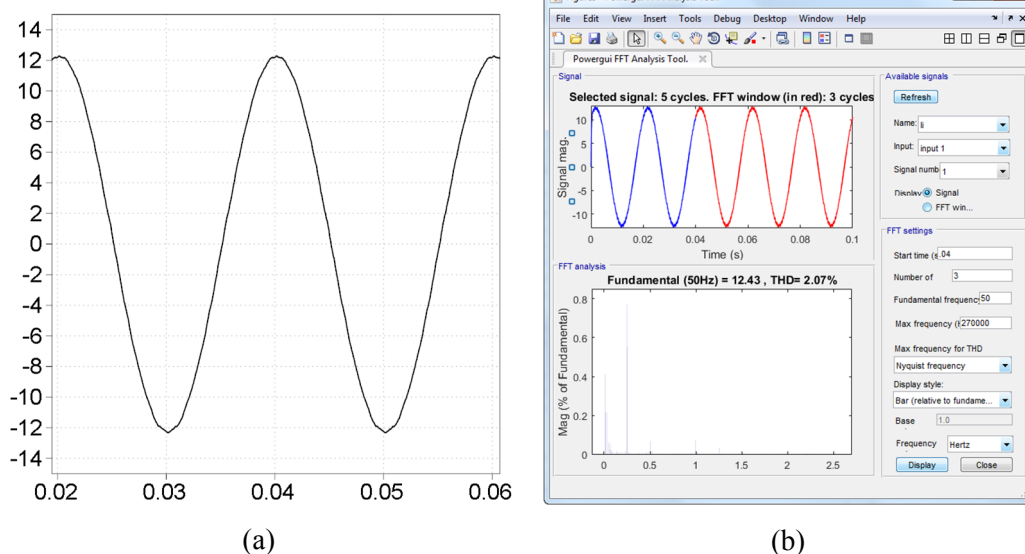 14
12
10
8
6
4
2
0
-2
-4
-6
-8
-10
-12
-14
0.02
0.03
0.04
0.05
0.06
(a)
File Edit View Insert Tools Debug Desktop Window Help
Powergui FFT Analysis Tool.
Signal
Selected signal: 5 cycles. FFT window (in red): 3 cycles
Signal mag.
10
5
0
-5
-10
0
0.02
0.04
0.06
0.08
0.1
Time (s)
FFT analysis
Fundamental (50Hz) = 12.43 , THD= 2.07%
Mag (% of Fundamental)
0.8
0.6
0.4
0.2
0
0
0.5
1
1.5
2
2.5
Available signals
Refresh
Name: Ii
Input: input 1
Signal numb 1
Display Signal
FFT win...
FFT settings
Start time (s .04
Number of 3
Fundamental frequenc 50
Max frequency (H 270000
Max frequency for THD
Nyquist frequency
Display style:
Bar (relative to fundame...
Base 1.0
Frequency Hertz
Display Close
(b)